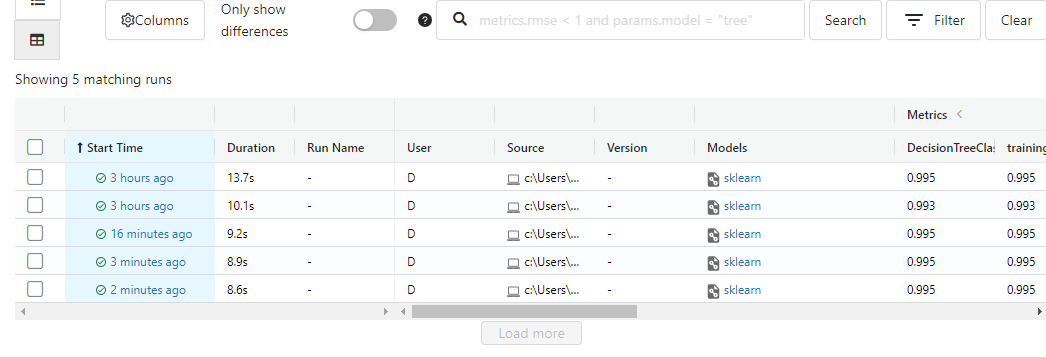 Columns
Only show
differences
metrics.rmse < 1 and params.model = "tree"
Search
Filter
Clear
Showing 5 matching runs
Metrics
Start Time Duration Run Name User Source Version Models DecisionTreeClas training
3 hours ago 13.7s - D c:\Users\... - sklearn 0.995 0.995
3 hours ago 10.1s - D c:\Users\... - sklearn 0.993 0.993
16 minutes ago 9.2s - D c:\Users\... - sklearn 0.995 0.995
3 minutes ago 8.9s - D c:\Users\... - sklearn 0.995 0.995
2 minutes ago 8.6s - D c:\Users\... - sklearn 0.995 0.995
Load more